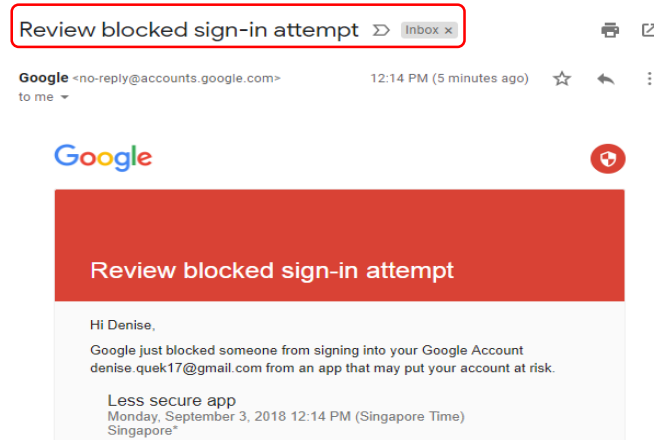 Review blocked sign-in attempt Inbox x
Google <no-reply@accounts.google.com> 12:14 PM (5 minutes ago)
to me
Google
Review blocked sign-in attempt
Hi Denise,
Google just blocked someone from signing into your Google Account
denise.quek17@gmail.com from an app that may put your account at risk.
Less secure app
Monday, September 3, 2018 12:14 PM (Singapore Time)
Singapore*